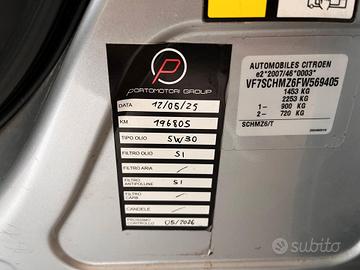 PORTOMOTORI GROUP
DATA 12/05/25
KM 196805
TIPO OLIO 5W30
FILTRO OLIO SI
FILTRO ARIA /
FILTRO ANTIPOLLINE SI
FILTRO CARB. /
CANDELE /
PROSSIMO CONTROLLO 05/2026
AUTOMOBILES CITROEN
e2*2007/46*0003*
VF7SCHMZ6FW569405
1453 KG
2253 KG
1- 900 KG
2- 720 KG
SCHMZ6/T
subito